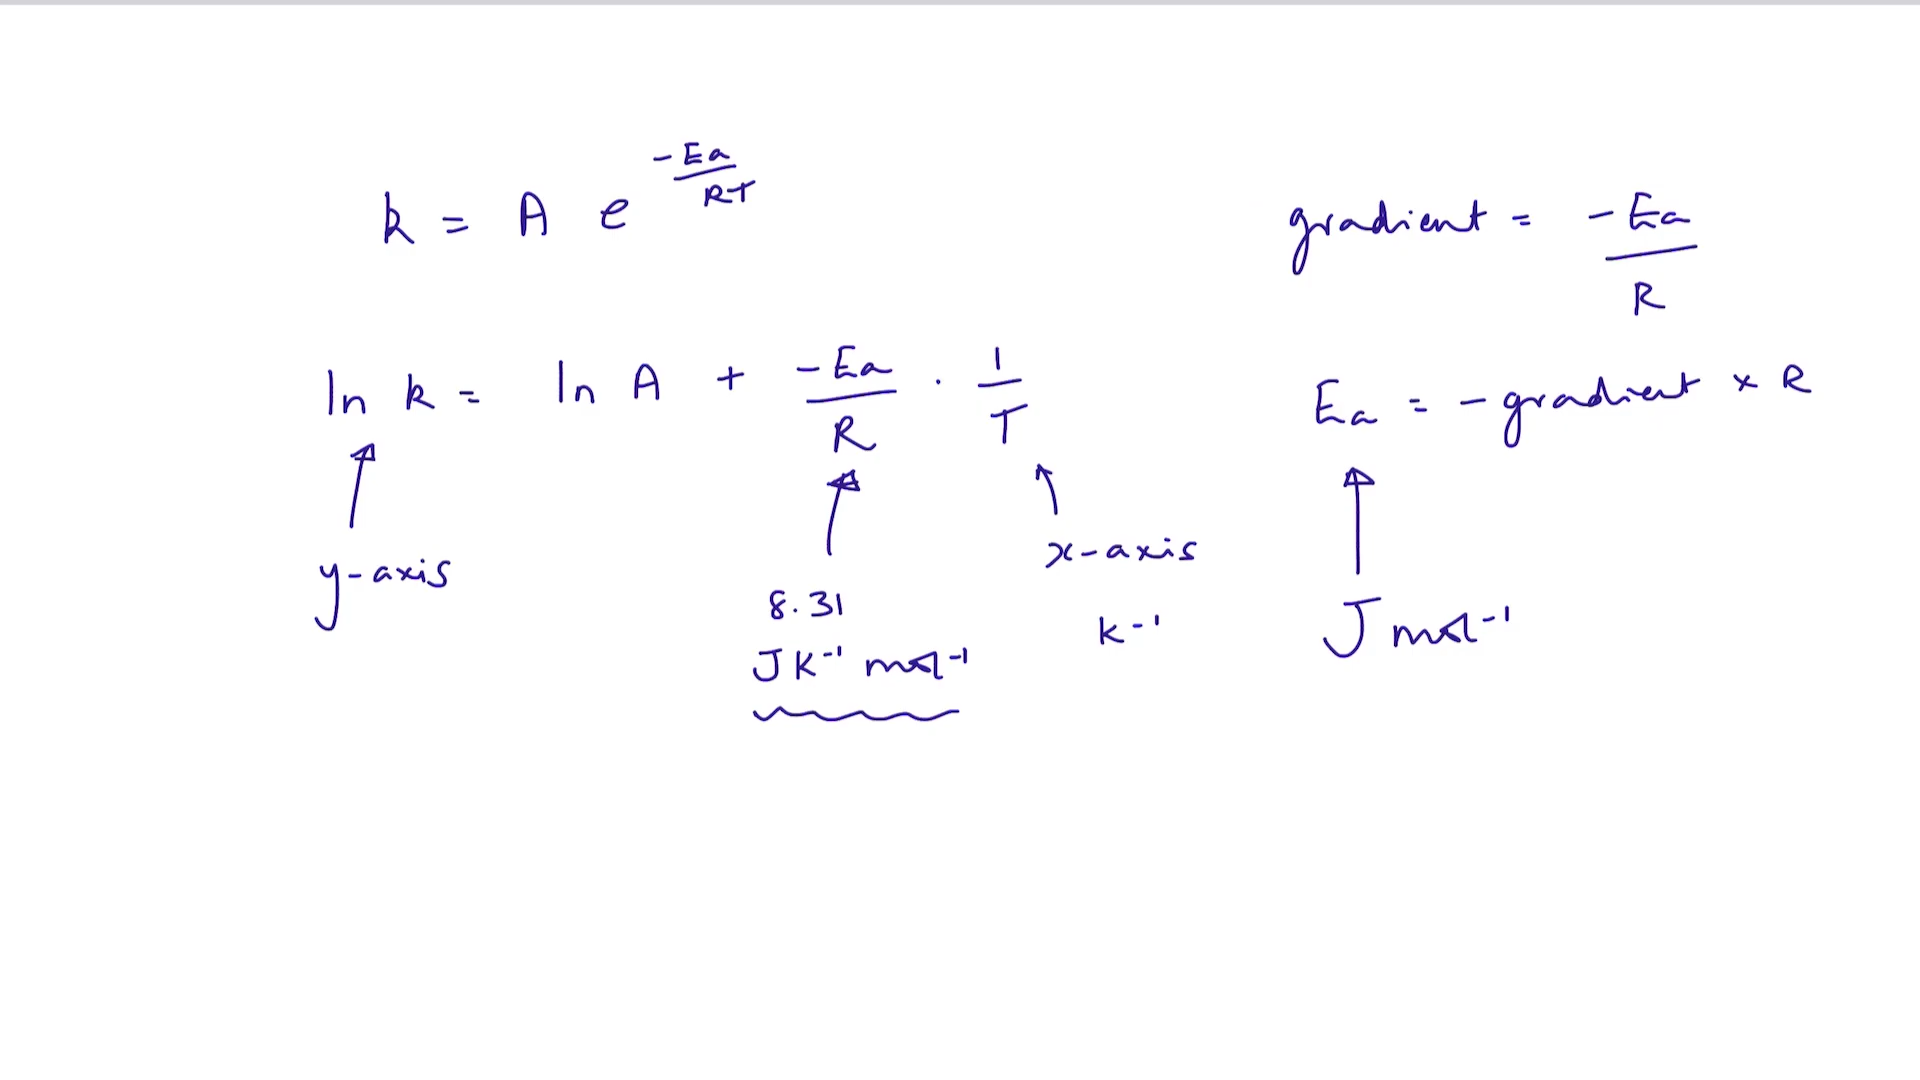 k = A e^(-Ea/RT)
ln k = ln A + -Ea/R · 1/T
y-axis
8.31
JK⁻¹ mol⁻¹
x-axis
K⁻¹
gradient = -Ea/R
Ea = -gradient × R
J mol⁻¹